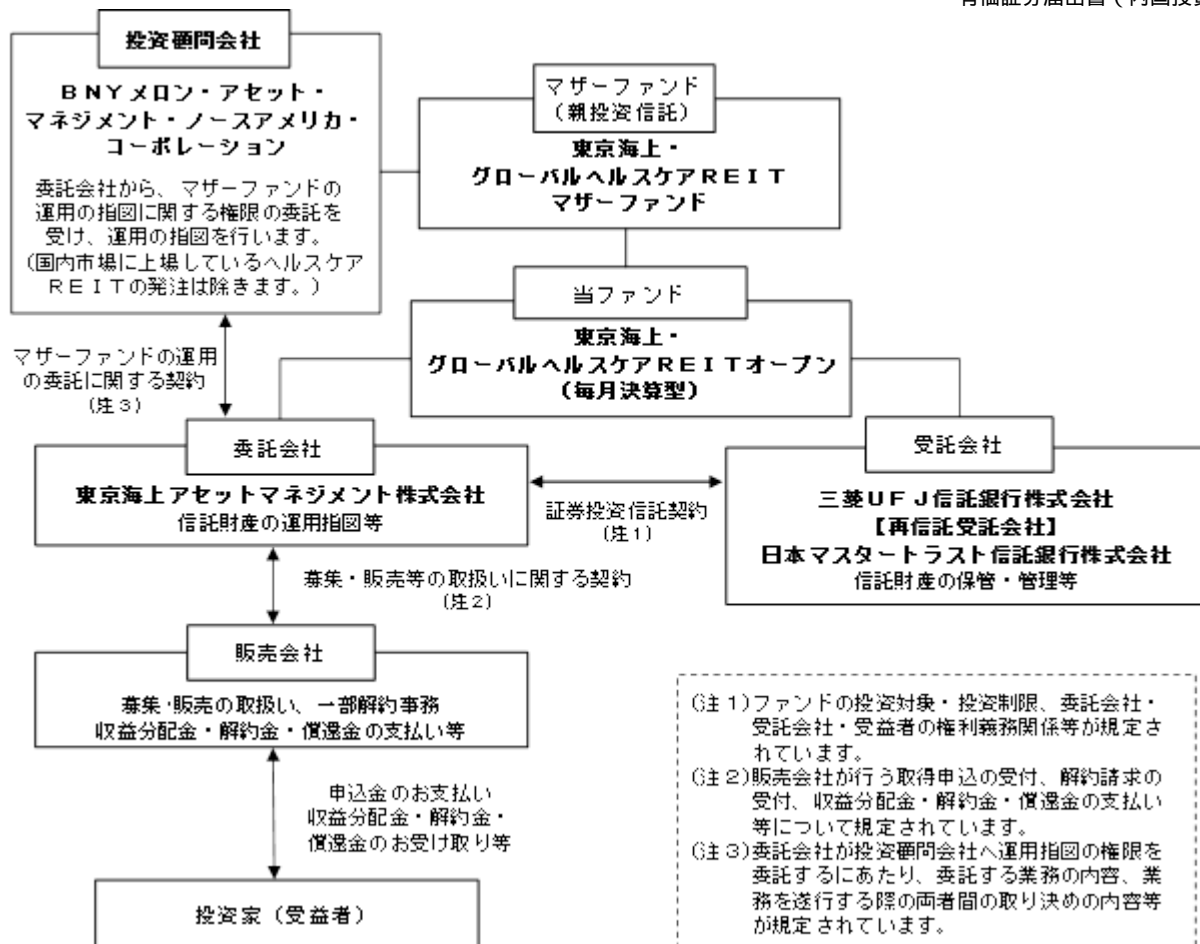 投資顧問会社
BNYメロン・アセット・
マネジメント・ノースアメリカ・
コーポレーション
委託会社から、マザーファンドの
運用の指図に関する権限の委託を
受け、運用の指図を行います。
(国内市場に上場しているヘルスケア
REITの発注は除きます。)
マザーファンド
(親投資信託)
東京海上・
グローバルヘルスケアREIT
マザーファンド
当ファンド
東京海上・
グローバルヘルスケアREITオープン
(毎月決算型)
マザーファンドの運用
の委託に関する契約
(注3)
委託会社
東京海上アセットマネジメント株式会社
信託財産の運用指図等
証券投資信託契約
(注1)
受託会社
三菱UFJ信託銀行株式会社
【再信託受託会社】
日本マスタートラスト信託銀行株式会社
信託財産の保管・管理等
募集・販売等の取扱いに関する契約
(注2)
販売会社
募集・販売の取扱い、一部解約事務
収益分配金・解約金・償還金の支払い等
申込金のお支払い
収益分配金・解約金・
償還金のお受け取り等
投資家(受益者)
(注1)ファンドの投資対象・投資制限、委託会社・
受託会社・受益者の権利義務関係等が規定さ
れています。
(注2)販売会社が行う取得申込の受付、解約請求の
受付、収益分配金・解約金・償還金の支払い
等について規定されています。
(注3)委託会社が投資顧問会社へ運用指図の権限を
委託するにあたり、委託する業務の内容、業
務を遂行する際の両者間の取り決めの内容等
が規定されています。